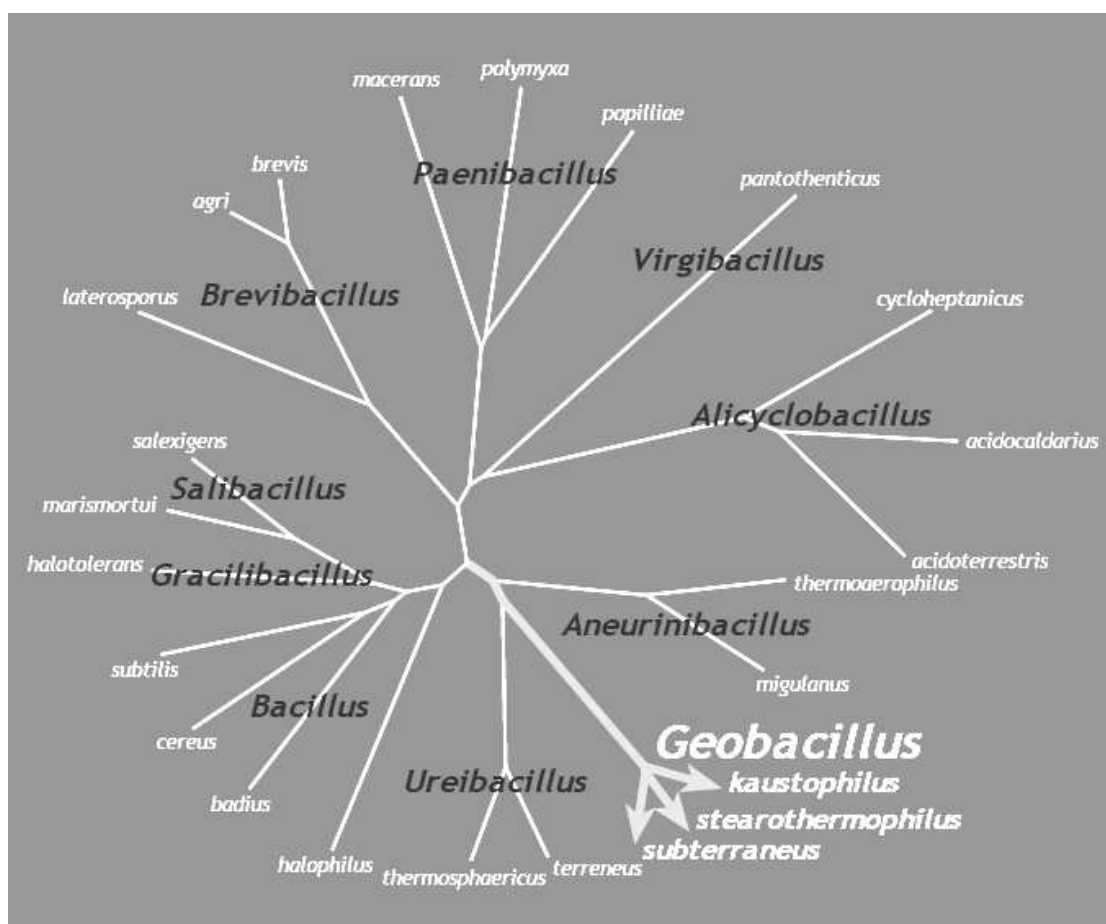 polymyxa
macerans
popilliae
brevis
Paenibacillus
pantothenticus
agri
Virgibacillus
Brevibacillus
laterosporus
cycloheptanicus
Alicyclobacillus
salexigens
acidocaldarius
Salibacillus
marismortui
halotolerans
Gracilibacillus
acidoterrestris
thermoaerophilus
Aneurinibacillus
subtilis
migulanus
Bacillus
cereus
Geobacillus
Ureibacillus
kaustophilus
badius
stearothermophilus
subterraneus
halophilus
thermosphaericus
terreneus